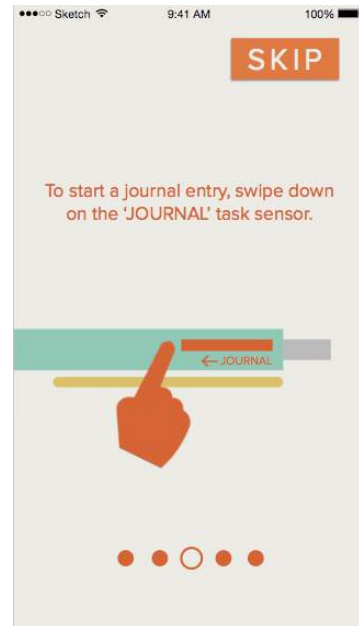 Sketch 9:41 AM 100%
SKIP
To start a journal entry, swipe down
on the ‘JOURNAL’ task sensor.
← JOURNAL